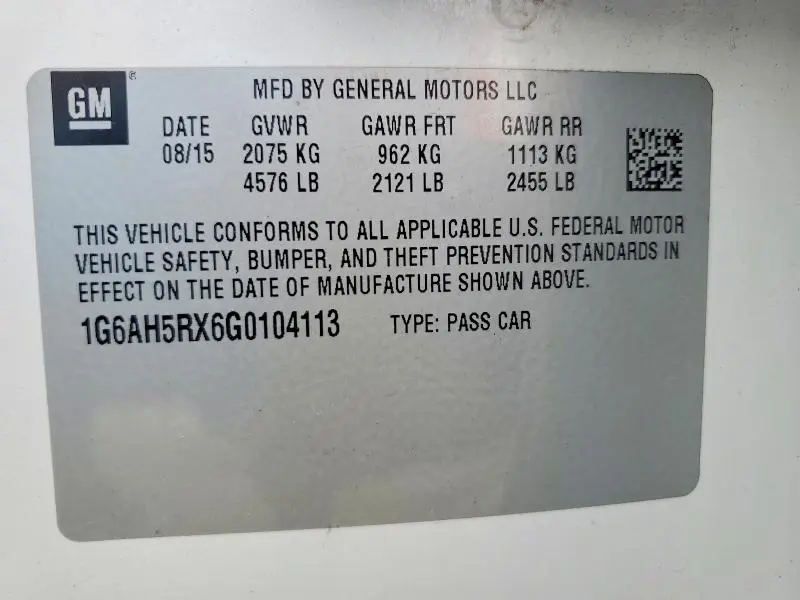 GM ®
MFD BY GENERAL MOTORS LLC
DATE GVWR GAWR FRT GAWR RR
08/15 2075 KG 962 KG 1113 KG
4576 LB 2121 LB 2455 LB
THIS VEHICLE CONFORMS TO ALL APPLICABLE U.S. FEDERAL MOTOR
VEHICLE SAFETY, BUMPER, AND THEFT PREVENTION STANDARDS IN
EFFECT ON THE DATE OF MANUFACTURE SHOWN ABOVE.
1G6AH5RX6G0104113 TYPE: PASS CAR